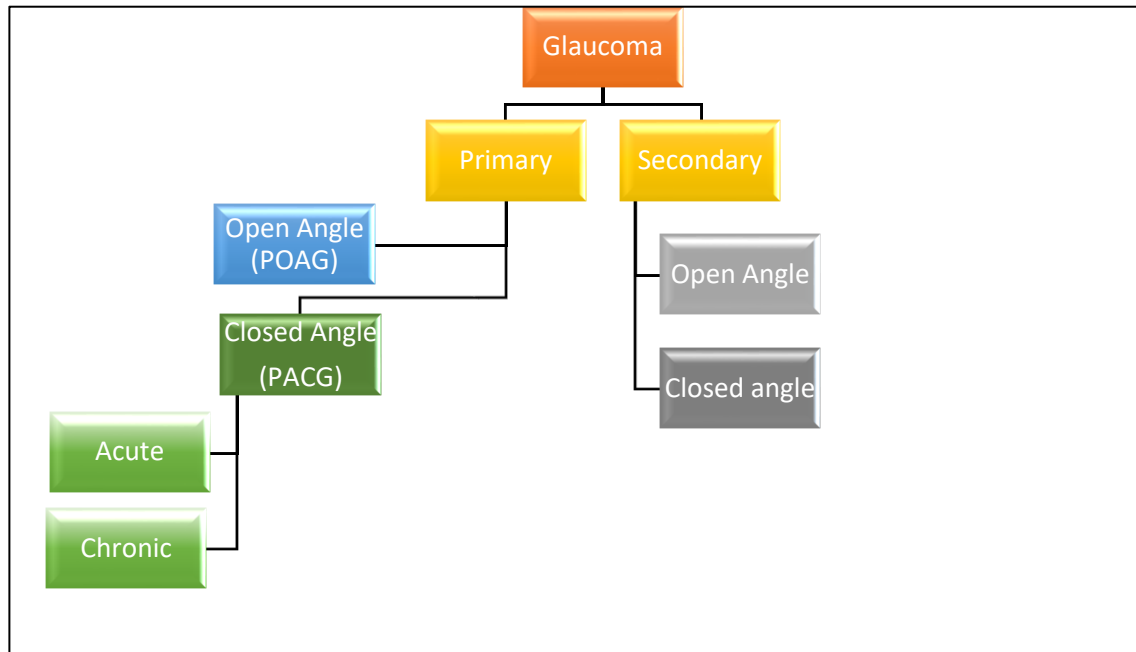 Glaucoma
Primary
Secondary
Open Angle
(POAG)
Open Angle
Closed Angle
(PACG)
Closed angle
Acute
Chronic